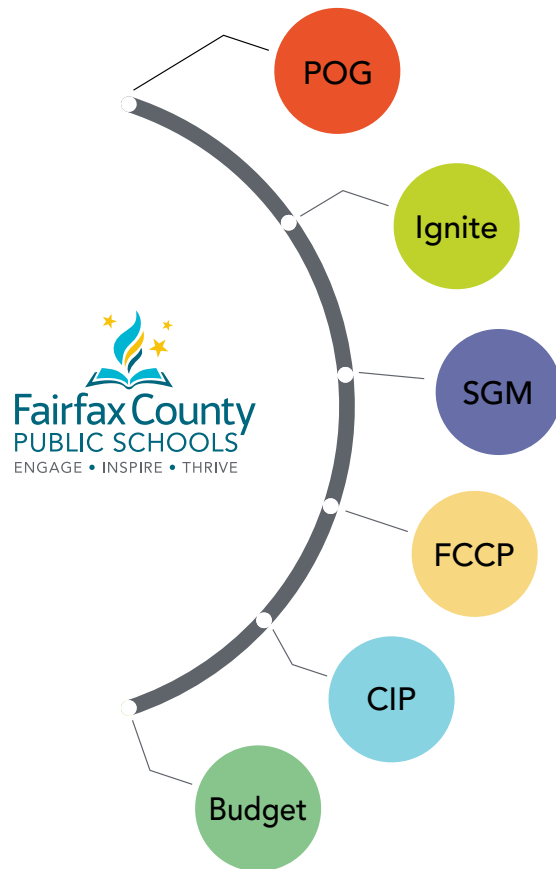 POG
Ignite
SGM
Fairfax County
PUBLIC SCHOOLS
ENGAGE • INSPIRE • THRIVE
FCCP
CIP
Budget